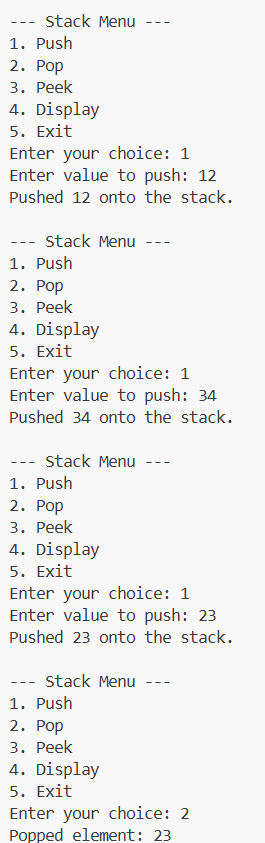 --- Stack Menu ---
1. Push
2. Pop
3. Peek
4. Display
5. Exit
Enter your choice: 1
Enter value to push: 12
Pushed 12 onto the stack.

--- Stack Menu ---
1. Push
2. Pop
3. Peek
4. Display
5. Exit
Enter your choice: 1
Enter value to push: 34
Pushed 34 onto the stack.

--- Stack Menu ---
1. Push
2. Pop
3. Peek
4. Display
5. Exit
Enter your choice: 1
Enter value to push: 23
Pushed 23 onto the stack.

--- Stack Menu ---
1. Push
2. Pop
3. Peek
4. Display
5. Exit
Enter your choice: 2
Popped element: 23